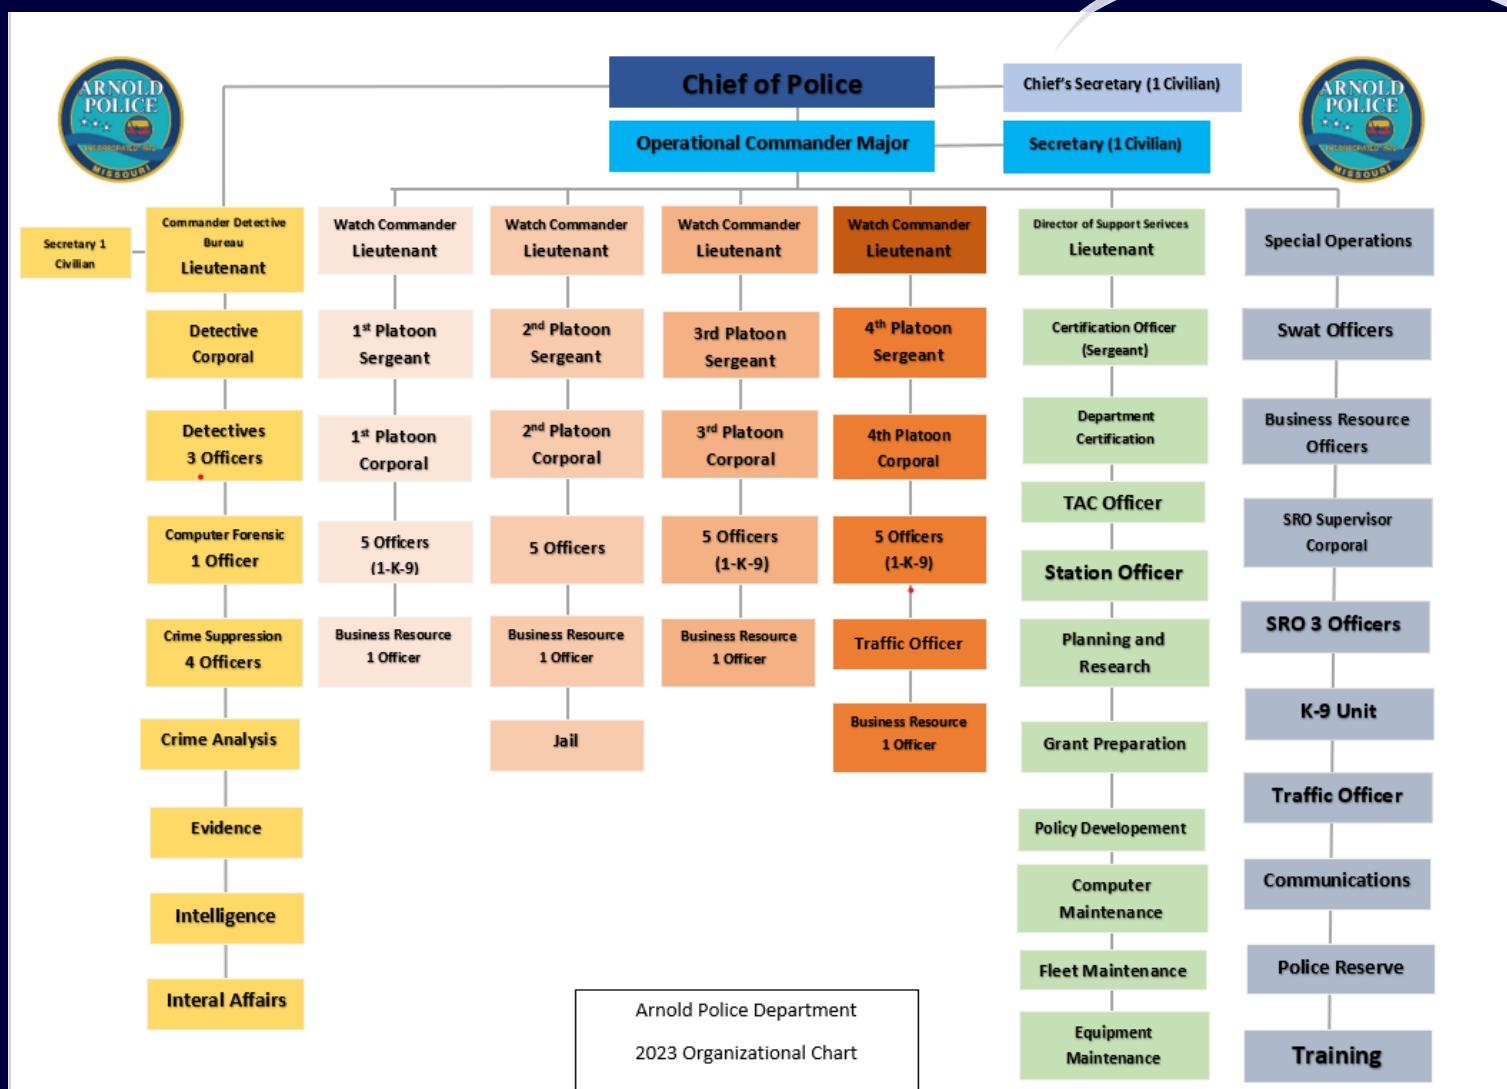 ARNOLD
POLICE
INCORPORATED 1972
MISSOURI
Chief of Police
Chief's Secretary (1 Civilian)
ARNOLD
POLICE
INCORPORATED 1972
MISSOURI
Operational Commander Major
Secretary (1 Civilian)
Secretary 1
Civilian
Commander Detective
Bureau
Lieutenant
Detective
Corporal
Detectives
3 Officers
Computer Forensic
1 Officer
Crime Suppression
4 Officers
Crime Analysis
Evidence
Intelligence
Interal Affairs
Watch Commander
Lieutenant
1st Platoon
Sergeant
1st Platoon
Corporal
5 Officers
(1-K-9)
Business Resource
1 Officer
Watch Commander
Lieutenant
2nd Platoon
Sergeant
2nd Platoon
Corporal
5 Officers
Business Resource
1 Officer
Jail
Watch Commander
Lieutenant
3rd Platoon
Sergeant
3rd Platoon
Corporal
5 Officers
(1-K-9)
Business Resource
1 Officer
Watch Commander
Lieutenant
4th Platoon
Sergeant
4th Platoon
Corporal
5 Officers
(1-K-9)
Traffic Officer
Business Resource
1 Officer
Director of Support Serivces
Lieutenant
Certification Officer
(Sergeant)
Department
Certification
TAC Officer
Station Officer
Planning and
Research
Grant Preparation
Policy Developement
Computer
Maintenance
Fleet Maintenance
Equipment
Maintenance
Special Operations
Swat Officers
Business Resource
Officers
SRO Supervisor
Corporal
SRO 3 Officers
K-9 Unit
Traffic Officer
Communications
Police Reserve
Training
Arnold Police Department
2023 Organizational Chart